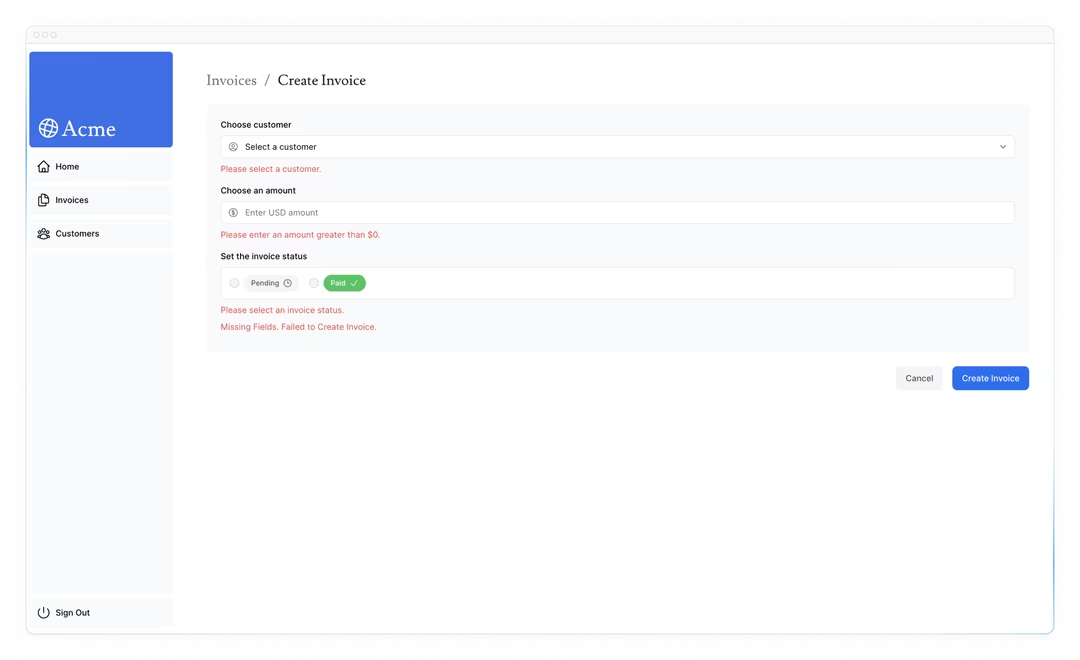 Acme
Home
Invoices
Customers
Sign Out
Invoices / Create Invoice
Choose customer
Select a customer
Please select a customer.
Choose an amount
Enter USD amount
Please enter an amount greater than $0.
Set the invoice status
Pending Paid
Please select an invoice status.
Missing Fields. Failed to Create Invoice.
Cancel Create Invoice